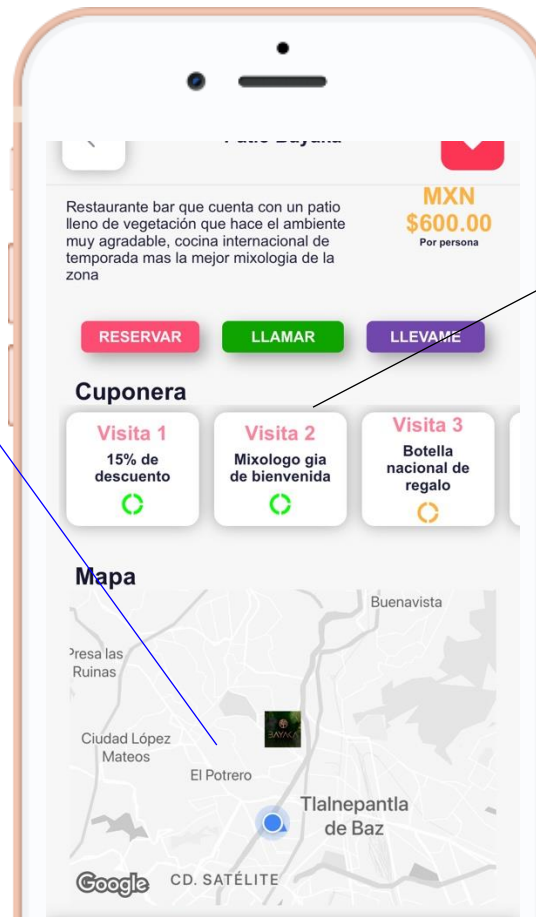 MXN
$600.00
Por persona
Restaurante bar que cuenta con un patio
lleno de vegetación que hace el ambiente
muy agradable, cocina internacional de
temporada mas la mejor mixologia de la
zona
RESERVAR
LLAMAR
LLEVAME
Cuponera
Visita 1
15% de
descuento
Visita 2
Mixologo gia
de bienvenida
Visita 3
Botella
nacional de
regalo
Mapa
Buenavista
Presa las
Ruinas
BAYAKA
Ciudad López
Mateos
El Potrero
Tlalnepantla
de Baz
Google
CD. SATÉLITE